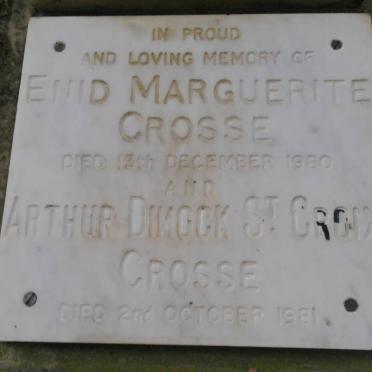 IN PROUD
AND LOVING MEMORY OF
ENID MARGUERITE
CROSSE
DIED 13th DECEMBER 1980
AND
ARTHUR DIMOCK ST CROIX
CROSSE
DIED 2nd OCTOBER 1981